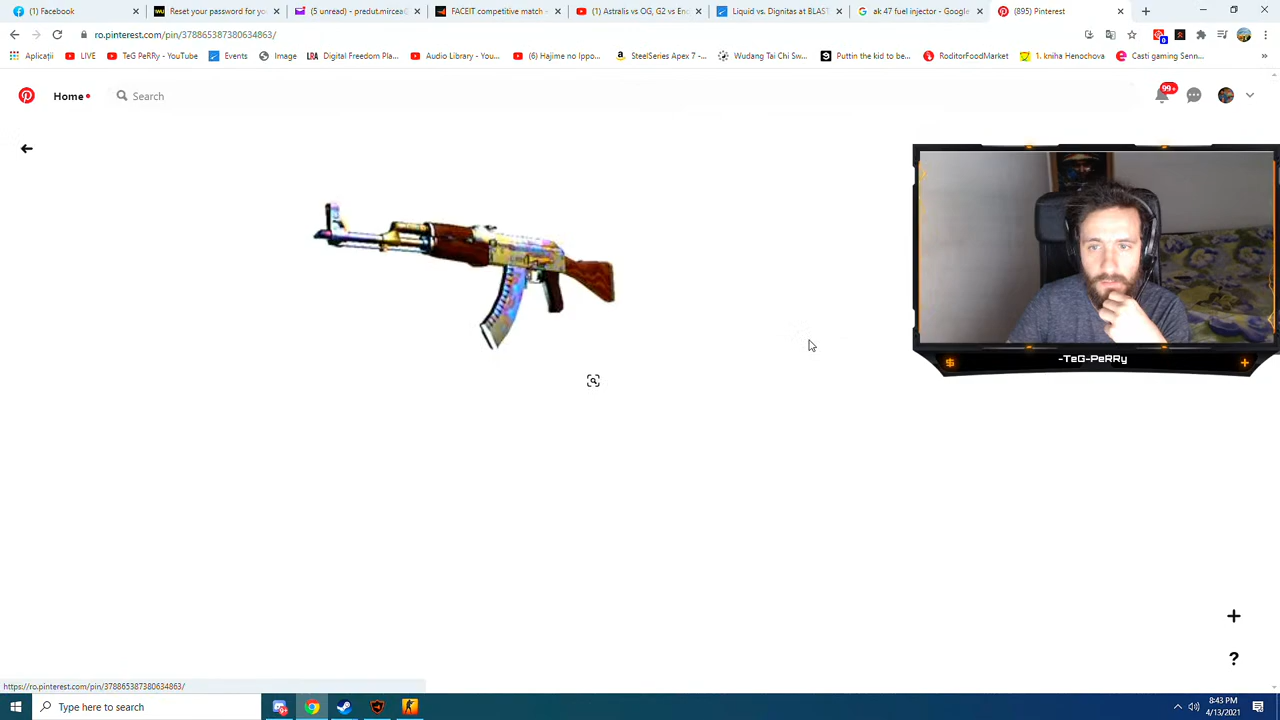 (1) Facebook
Reset your password for yo
(5 unread) - predut.mircea@
FACEIT competitive match -
(1) Astralis vs OG, G2 vs Enc
Liquid vs. Dignitas at BLAST
ak 47 fuel injector - Google
(895) Pinterest
ro.pinterest.com/pin/378865387380634863/
0
Aplicații
LIVE
TeG PeRRy - YouTube
Events
Image
LRA
Digital Freedom Pla...
Audio Library - You...
(6) Hajime no Ippo...
SteelSeries Apex 7 -...
Wudang Tai Chi Sw...
Puttin the kid to be...
RoditorFoodMarket
1. kniha Henochova
Casti gaming Senn...
»
Home
Search
99+
-TeG-PeRRy
https://ro.pinterest.com/pin/378865387380634863/
Type here to search
8:43 PM
4/13/2021